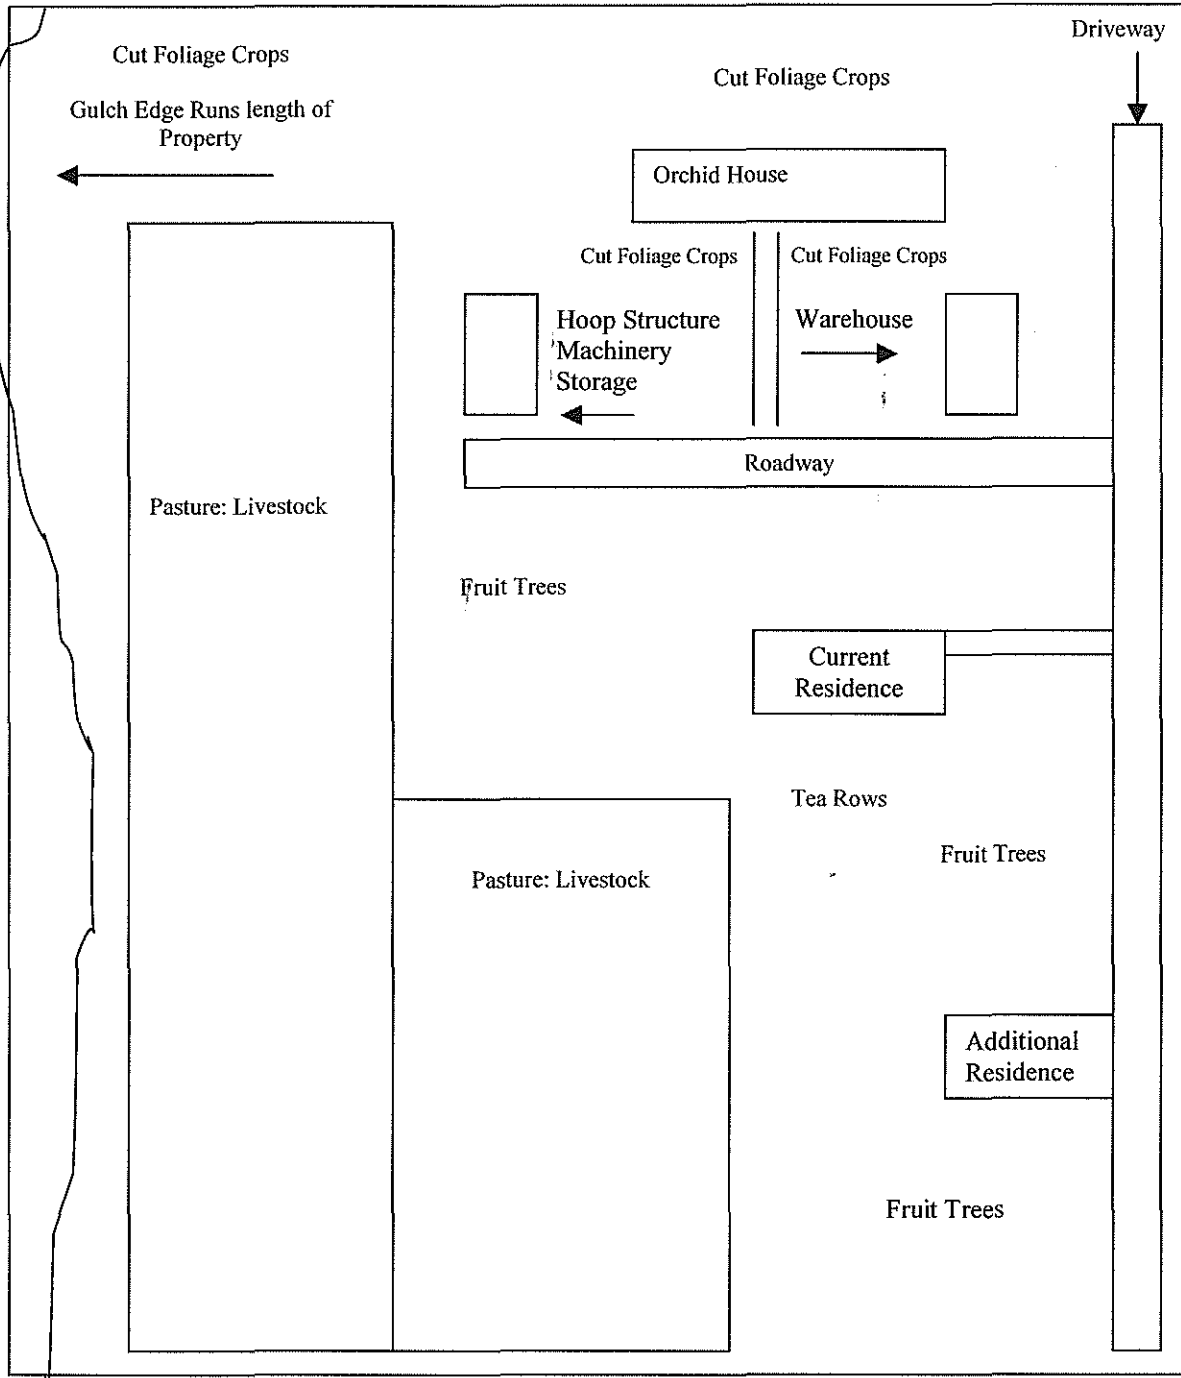 Driveway
Cut Foliage Crops
Cut Foliage Crops
Gulch Edge Runs length of
Property
Orchid House
Cut Foliage Crops
Cut Foliage Crops
Hoop Structure
Machinery
Storage
Warehouse
Roadway
Pasture: Livestock
Fruit Trees
Current
Residence
Tea Rows
Fruit Trees
Pasture: Livestock
Additional
Residence
Fruit Trees